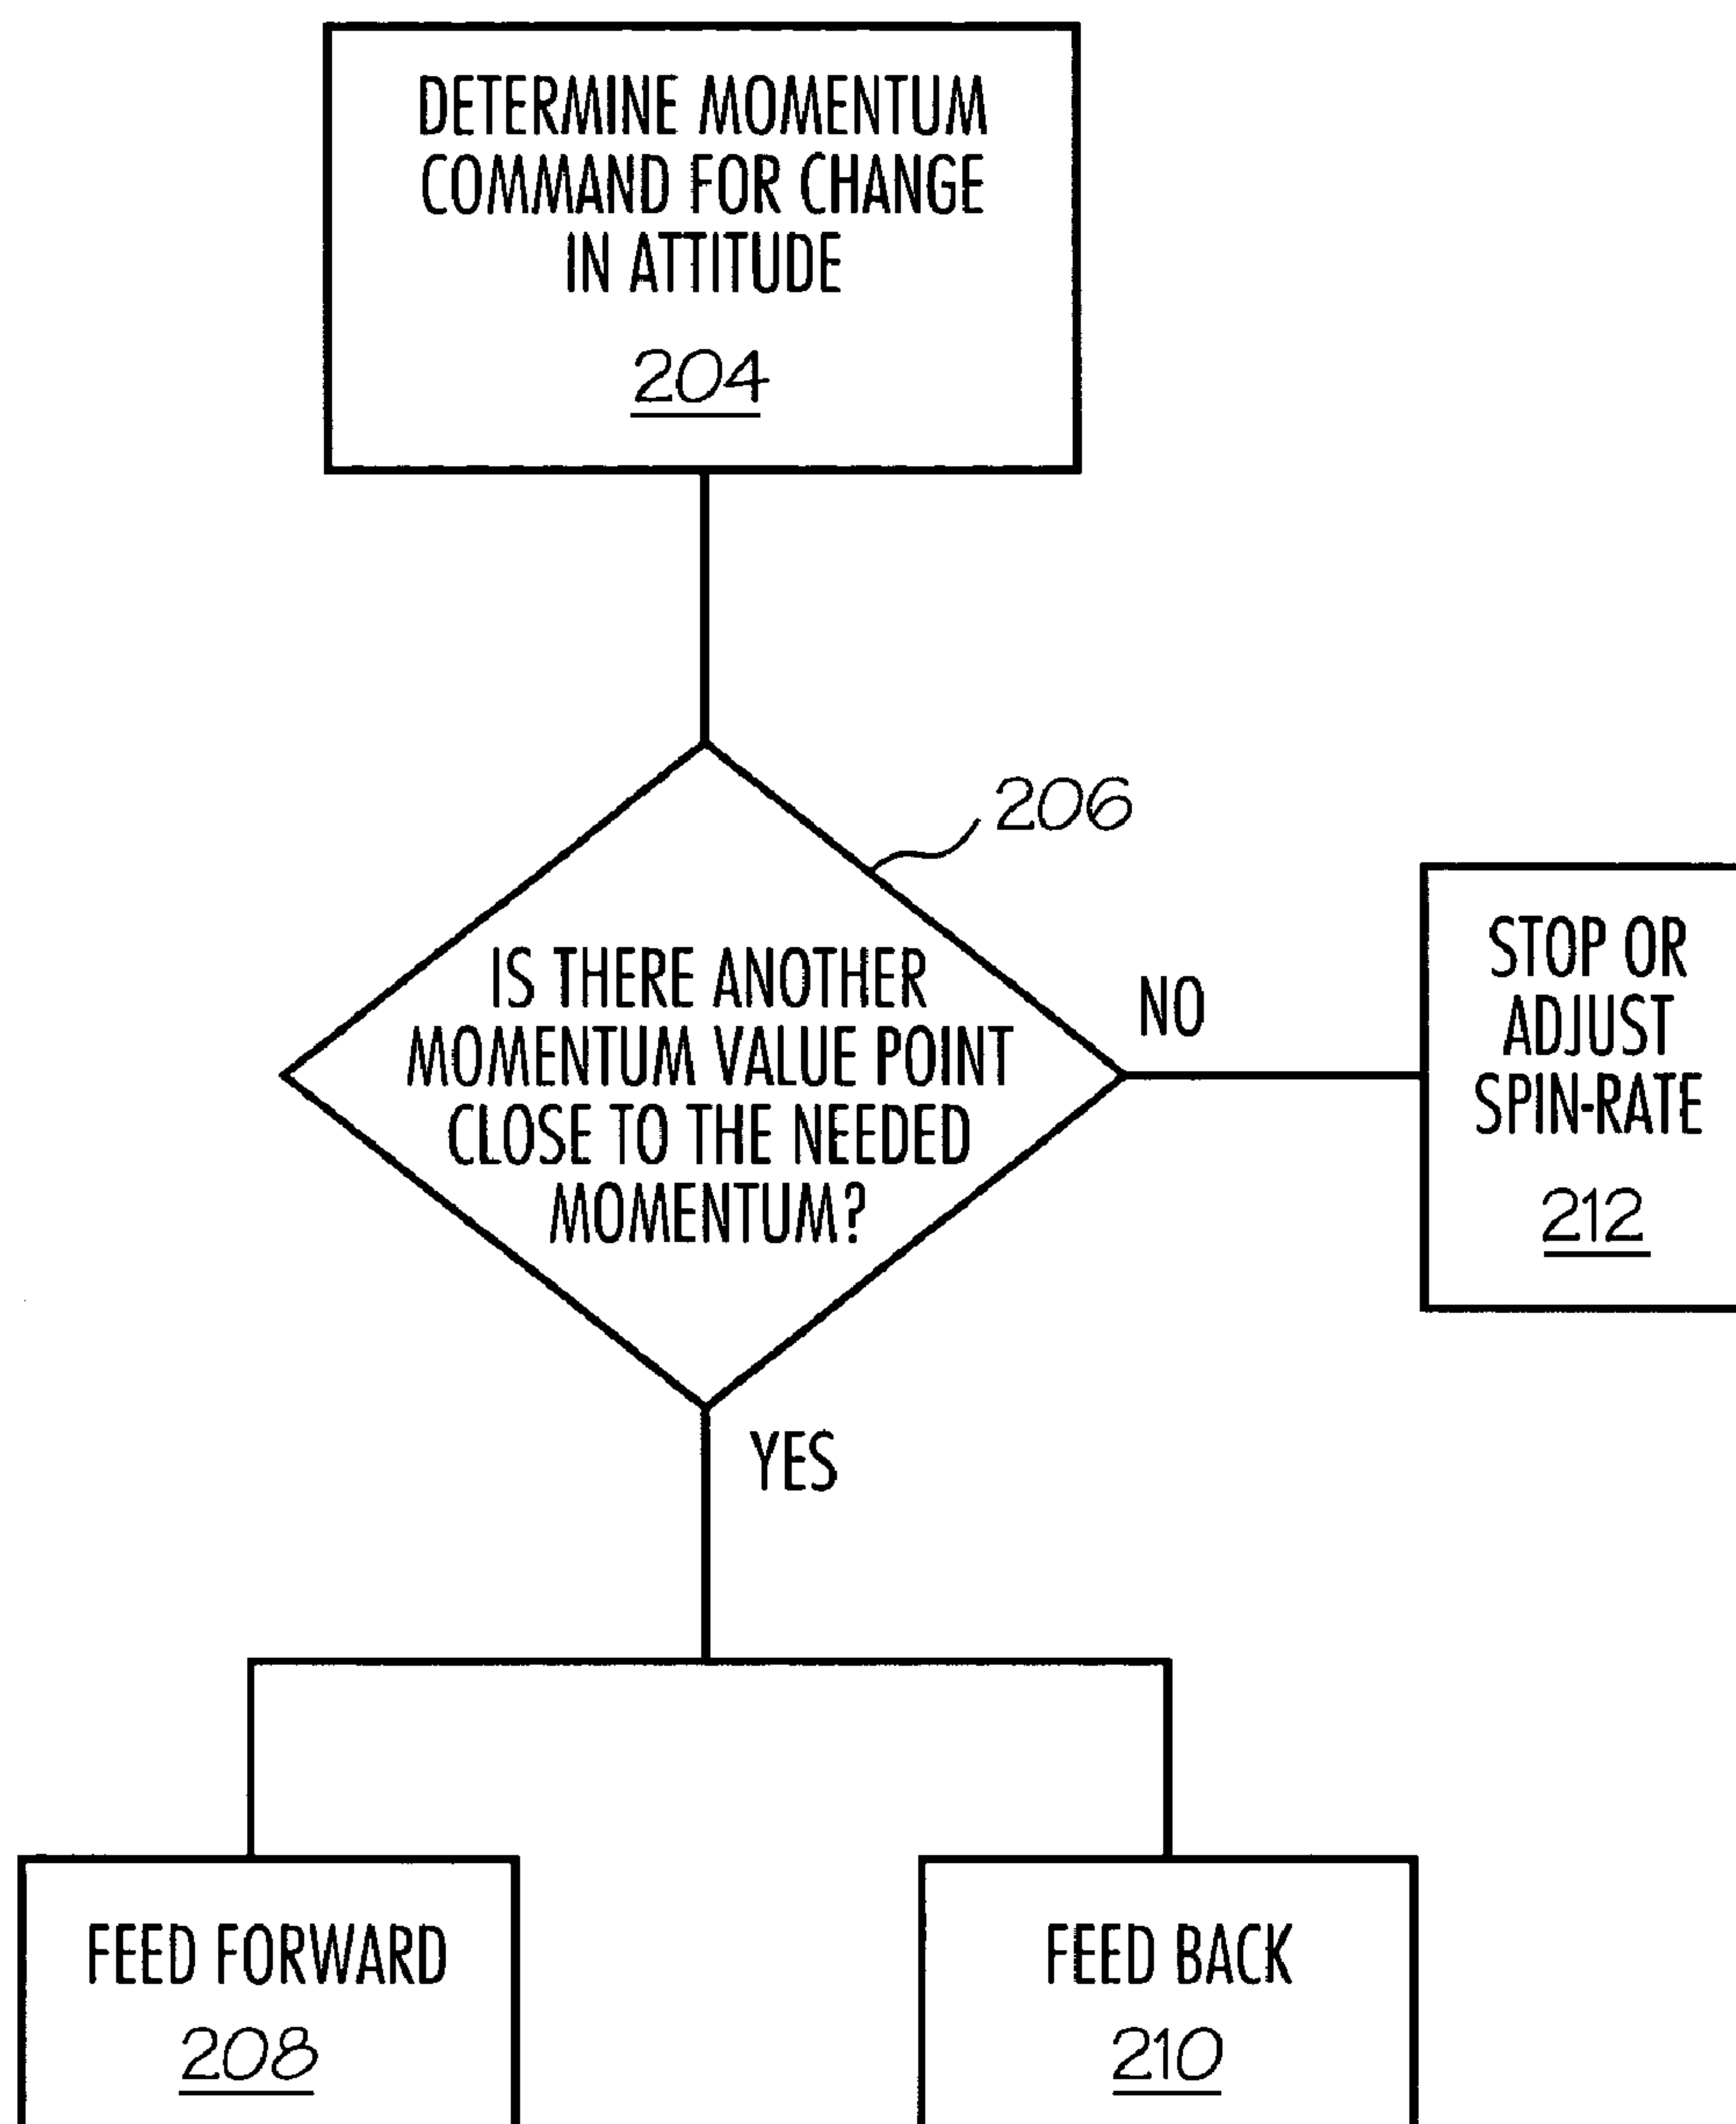 DETERMINE MOMENTUM
COMMAND FOR CHANGE
IN ATTITUDE
204
206
IS THERE ANOTHER
MOMENTUM VALUE POINT
CLOSE TO THE NEEDED
MOMENTUM?
NO
STOP OR
ADJUST
SPIN-RATE
212
YES
FEED FORWARD
208
FEED BACK
210